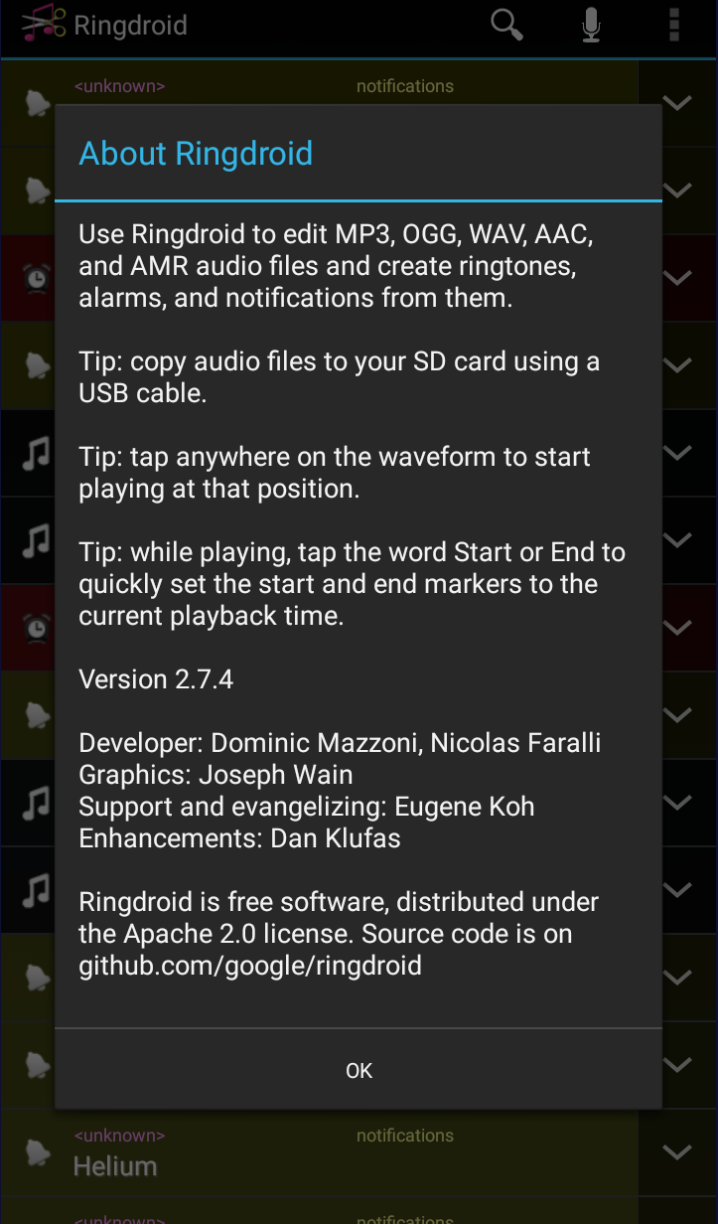 Ringdroid
<unknown> notifications
About Ringdroid
Use Ringdroid to edit MP3, OGG, WAV, AAC,
and AMR audio files and create ringtones,
alarms, and notifications from them.
Tip: copy audio files to your SD card using a
USB cable.
Tip: tap anywhere on the waveform to start
playing at that position.
Tip: while playing, tap the word Start or End to
quickly set the start and end markers to the
current playback time.
Version 2.7.4
Developer: Dominic Mazzoni, Nicolas Faralli
Graphics: Joseph Wain
Support and evangelizing: Eugene Koh
Enhancements: Dan Klufas
Ringdroid is free software, distributed under
the Apache 2.0 license. Source code is on
github.com/google/ringdroid
OK
<unknown> notifications
Helium
<unknown> notifications